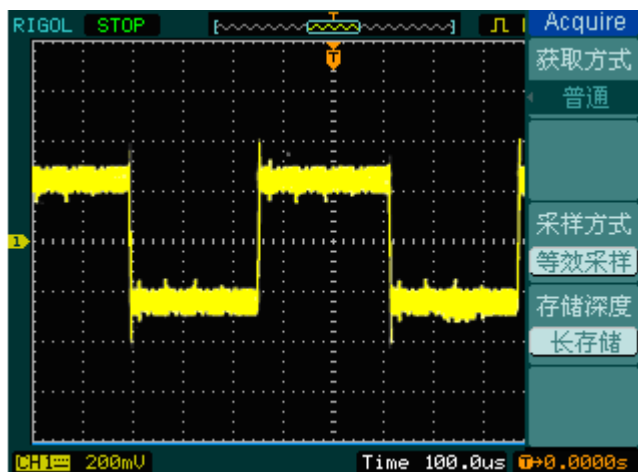 RIGOL STOP Acquire
T
获取方式
普通
1
采样方式
等效采样
存储深度
长存储
CH1 200mV Time 100.0us T→0.0000s